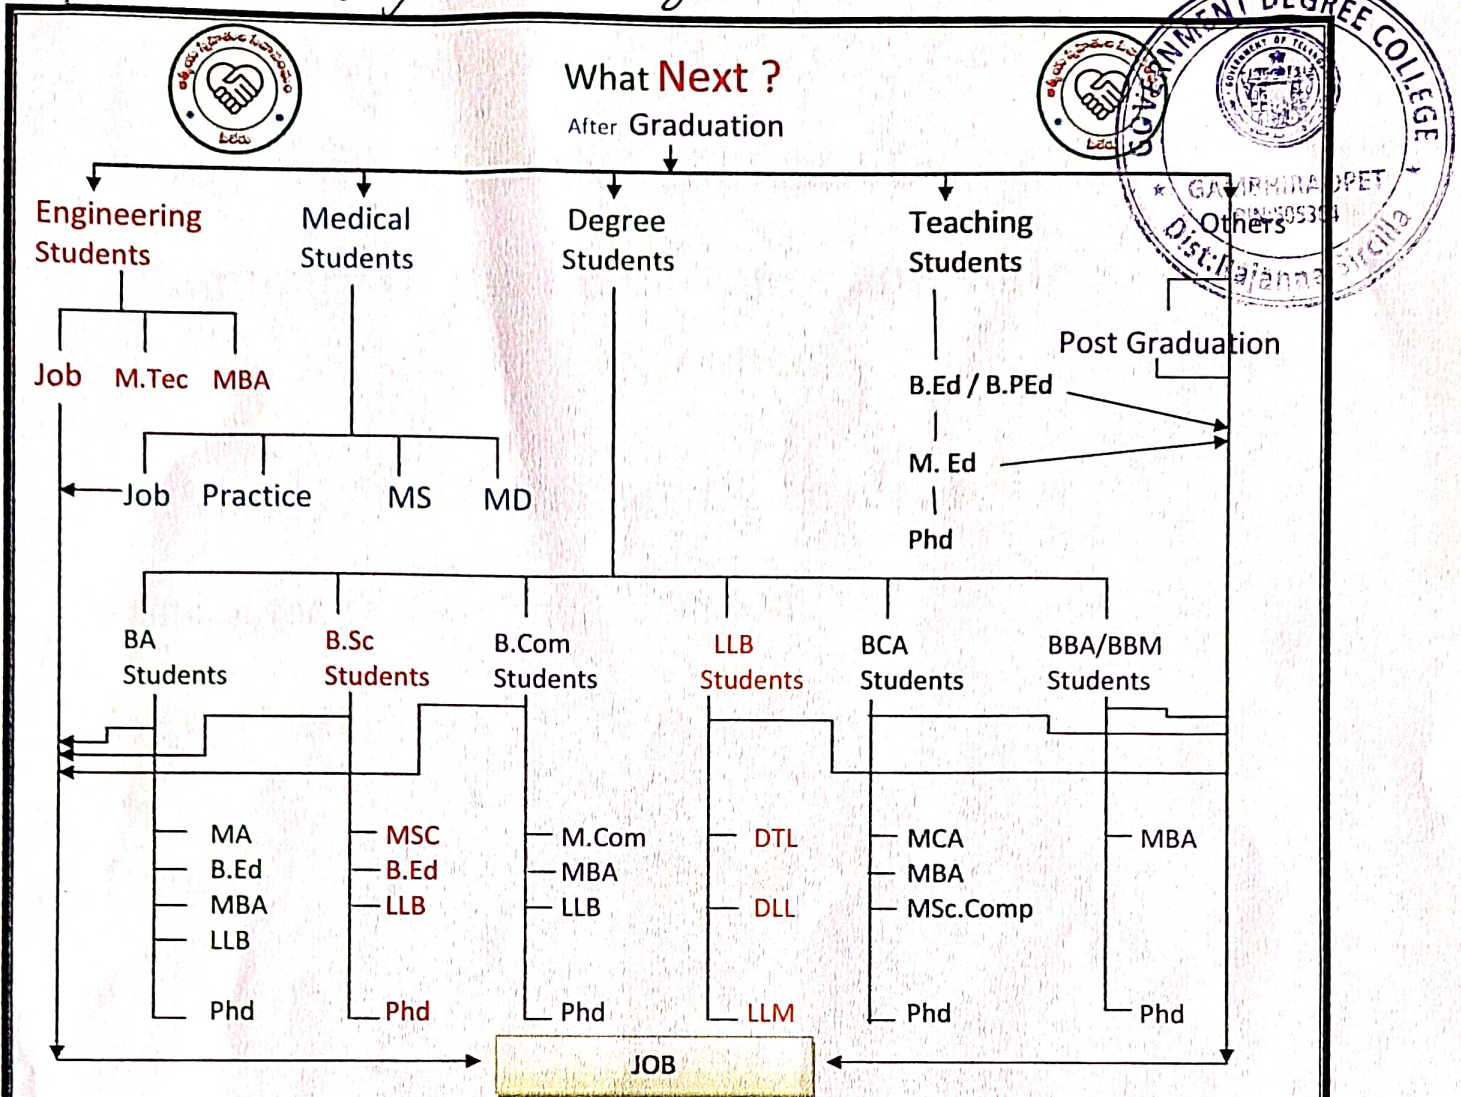 What Next ?
After Graduation
GOVERNMENT DEGREE COLLEGE
GOVERNMENT OF
Dist:Rajanna Sircilla
Engineering Students
Medical Students
Degree Students
Teaching Students
Others
Post Graduation
Job M.Tec MBA
B.Ed / B.PEd
M. Ed
Job Practice MS MD
Phd
BA Students
B.Sc Students
B.Com Students
LLB Students
BCA Students
BBA/BBM Students
MA MSC M.Com DTL MCA MBA
B.Ed B.Ed MBA MBA
MBA LLB LLB DLL MSc.Comp
LLB
Phd Phd Phd LLM Phd Phd
JOB